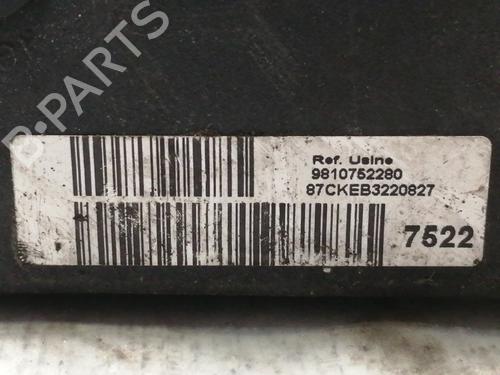 B-PARTS
Ref. Usine
9810752280
87CKEB3220827
7522